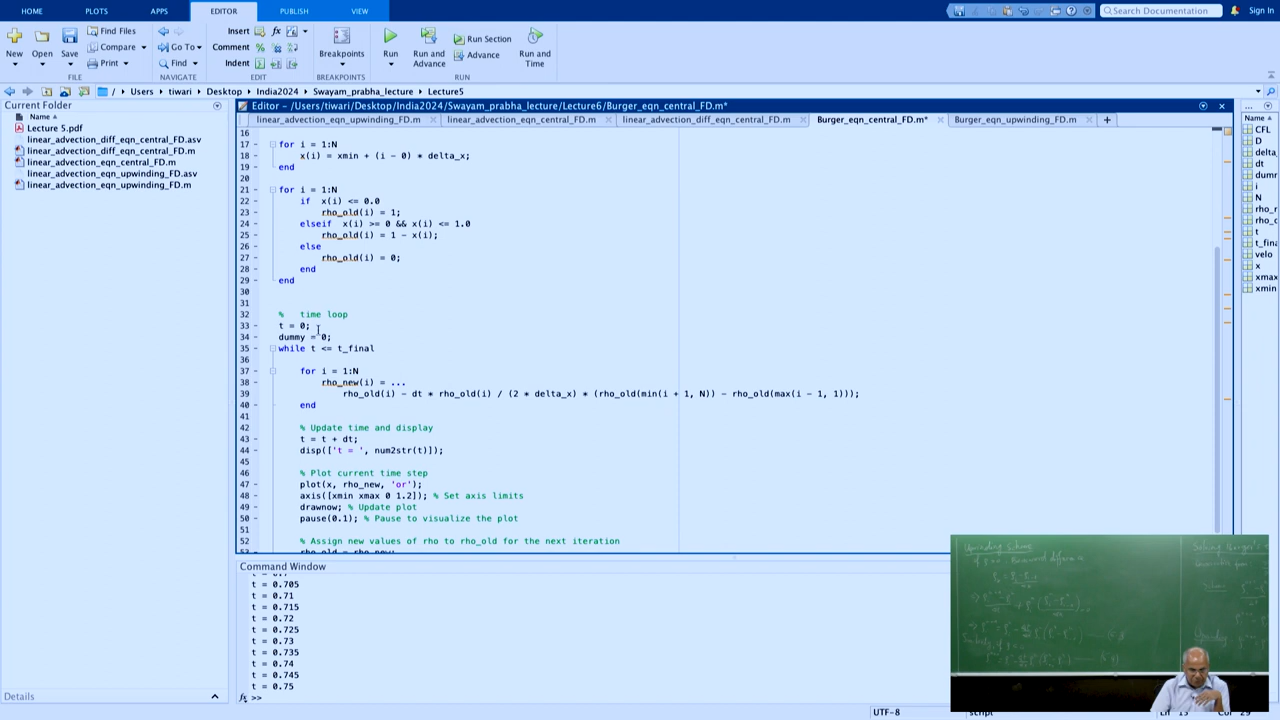 HOME PLOTS APPS EDITOR PUBLISH VIEW Search Documentation Sign In
New Open Save Find Files Compare Print Go To Find Insert fx Comment % Indent Breakpoints Run Run and Advance Run Section Advance Run and Time
FILE NAVIGATE EDIT BREAKPOINTS RUN
/ Users tiwari Desktop India2024 Swayam_prabha_lecture Lecture5
Current Folder
Name
Lecture 5.pdf
linear_advection_diff_eqn_central_FD.asv
linear_advection_diff_eqn_central_FD.m
linear_advection_eqn_central_FD.m
linear_advection_eqn_upwinding_FD.asv
linear_advection_eqn_upwinding_FD.m
Details
Editor - /Users/tiwari/Desktop/India2024/Swayam_prabha_lecture/Lecture6/Burger_eqn_central_FD.m*
linear_advection_eqn_upwinding_FD.m linear_advection_eqn_central_FD.m linear_advection_diff_eqn_central_FD.m Burger_eqn_central_FD.m* Burger_eqn_upwinding_FD.m +
16
17 - for i = 1:N
18 - x(i) = xmin + (i - 0) * delta_x;
19 - end
20
21 - for i = 1:N
22 - if x(i) <= 0.0
23 - rho_old(i) = 1;
24 - elseif x(i) >= 0 && x(i) <= 1.0
25 - rho_old(i) = 1 - x(i);
26 - else
27 - rho_old(i) = 0;
28 - end
29 - end
30
31
32 % time loop
33 - t = 0;
34 - dummy = 0;
35 - while t <= t_final
36
37 - for i = 1:N
38 - rho_new(i) = ...
39 rho_old(i) - dt * rho_old(i) / (2 * delta_x) * (rho_old(min(i + 1, N)) - rho_old(max(i - 1, 1)));
40 - end
41
42 % Update time and display
43 - t = t + dt;
44 - disp(['t = ', num2str(t)]);
45
46 % Plot current time step
47 - plot(x, rho_new, 'or');
48 - axis([xmin xmax 0 1.2]); % Set axis limits
49 - drawnow; % Update plot
50 - pause(0.1); % Pause to visualize the plot
51
52 % Assign new values of rho to rho_old for the next iteration
53 - rho_old = rho_new;
Name
CFL
D
delta_
dt
dumm
i
N
rho_n
rho_o
t
t_fina
velo
x
xmax
xmin
Command Window
t = 0.705
t = 0.71
t = 0.715
t = 0.72
t = 0.725
t = 0.73
t = 0.735
t = 0.74
t = 0.745
t = 0.75
fx >>
UTF-8 script
Upwinding Scheme